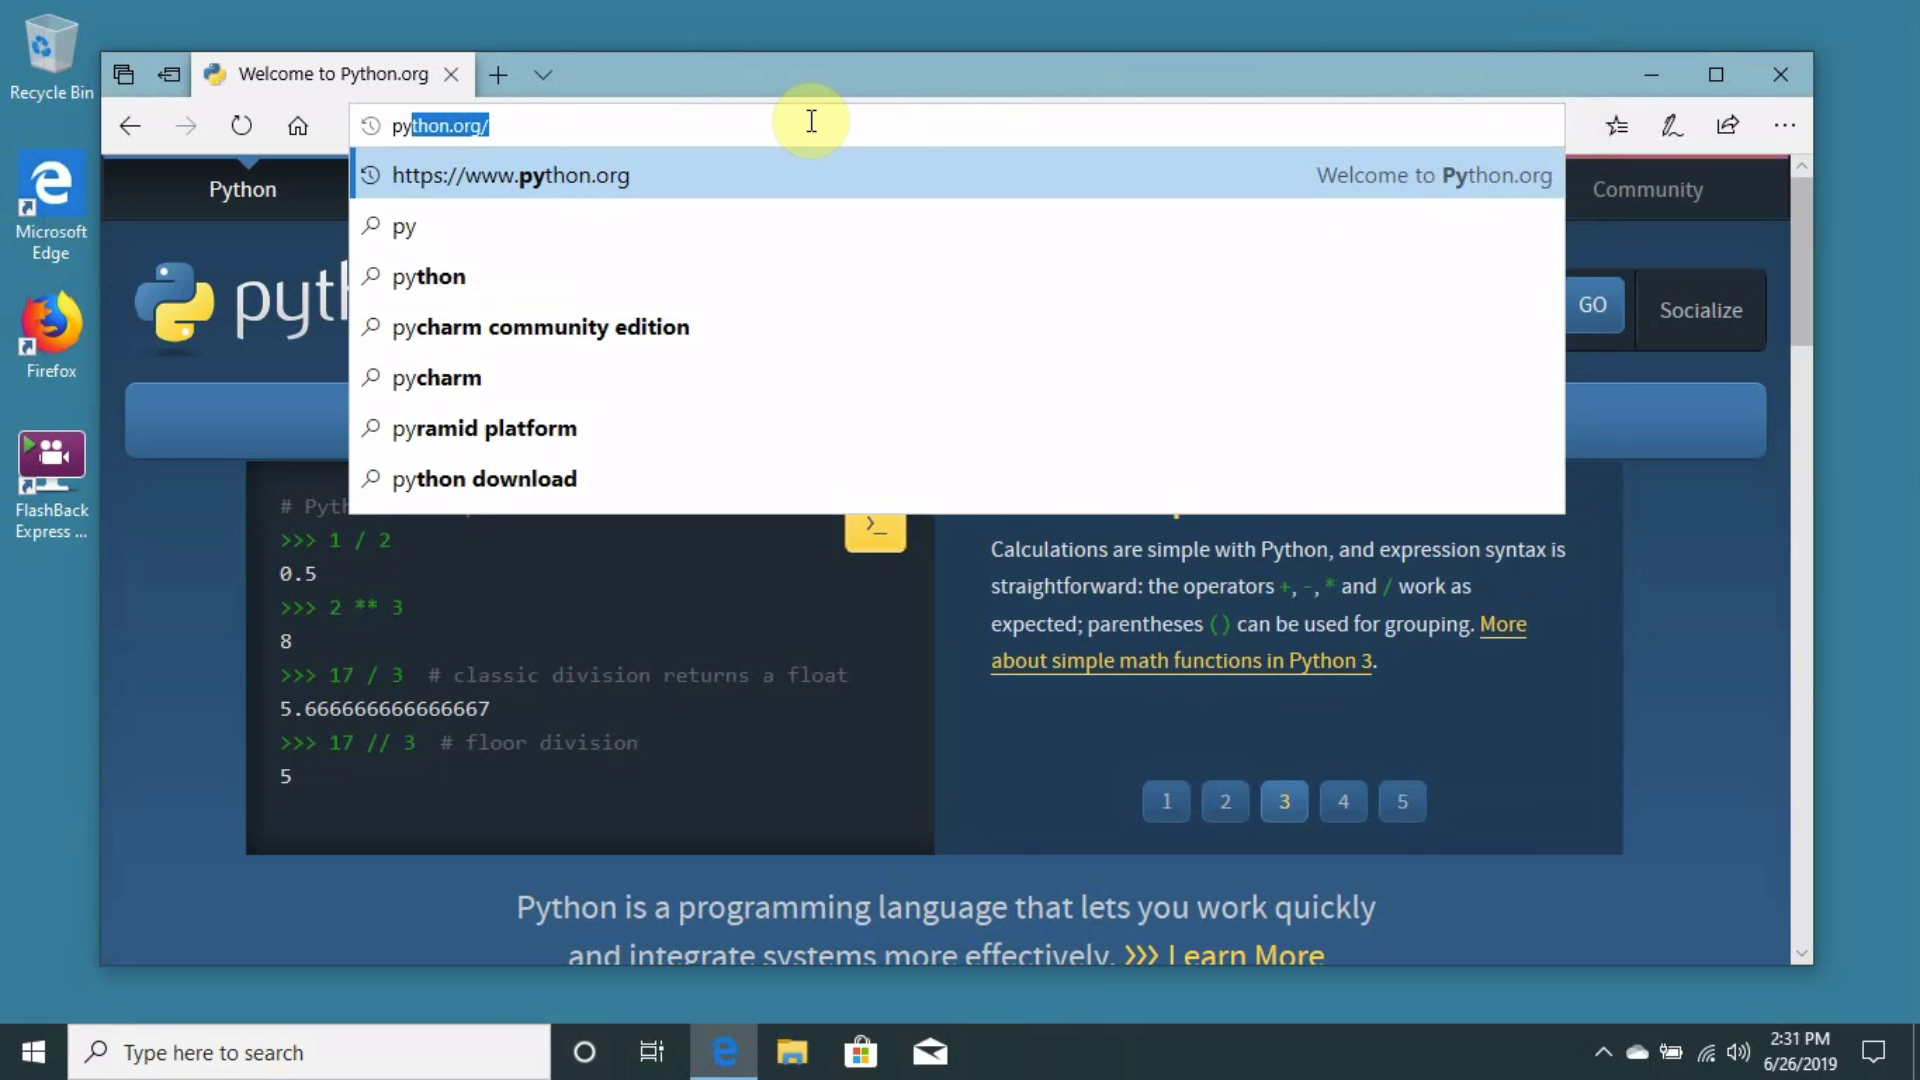 Recycle Bin
Microsoft
Edge
Firefox
FlashBack
Express ...
Welcome to Python.org
python.org/
https://www.python.org
Welcome to Python.org
py
python
pycharm community edition
pycharm
pyramid platform
python download
Python
Community
GO
Socialize
>>> 1 / 2
0.5
>>> 2 ** 3
8
>>> 17 / 3 # classic division returns a float
5.666666666666667
>>> 17 // 3 # floor division
5
>_
Calculations are simple with Python, and expression syntax is
straightforward: the operators +, -, * and / work as
expected; parentheses () can be used for grouping. More
about simple math functions in Python 3.
1 2 3 4 5
Python is a programming language that lets you work quickly
and integrate systems more effectively. >>> Learn More
Type here to search
2:31 PM
6/26/2019